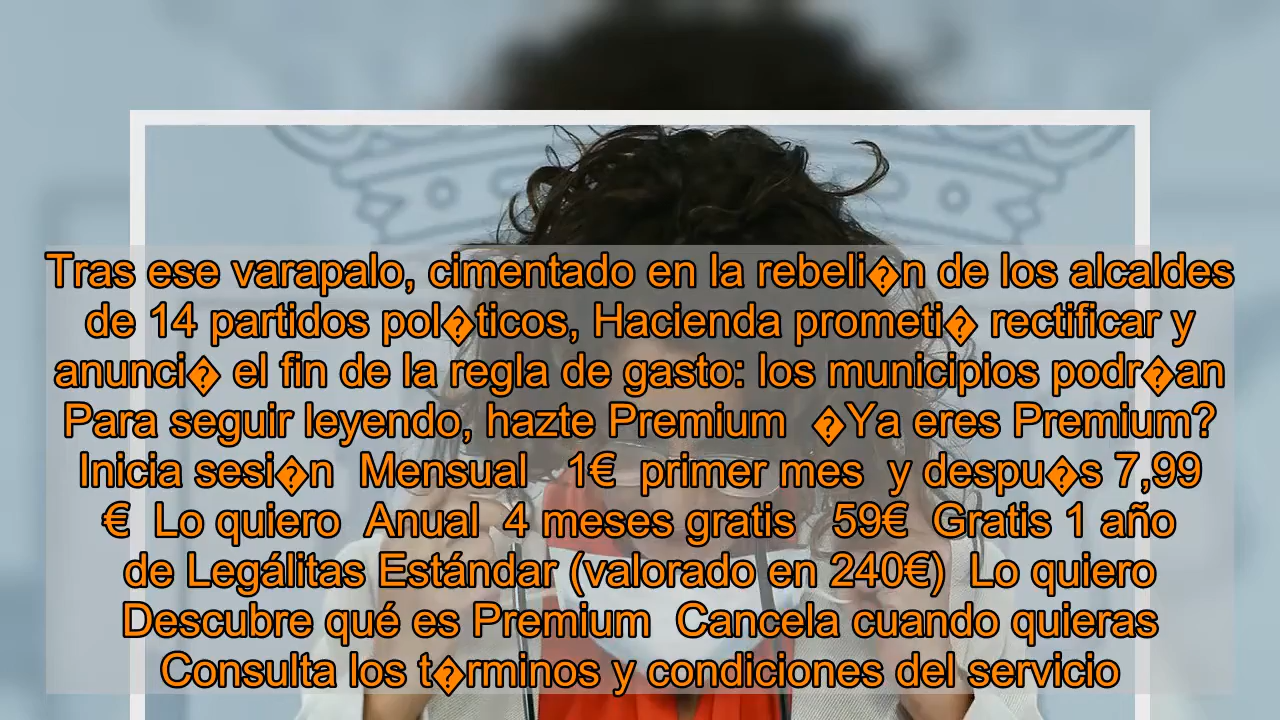 Tras ese varapalo, cimentado en la rebeli�n de los alcaldes
de 14 partidos pol�ticos, Hacienda prometi� rectificar y
anunci� el fin de la regla de gasto: los municipios podr�an
Para seguir leyendo, hazte Premium �Ya eres Premium?
Inicia sesi�n Mensual 1€ primer mes y despu�s 7,99
€ Lo quiero Anual 4 meses gratis 59€ Gratis 1 año
de Legálitas Estándar (valorado en 240€) Lo quiero
Descubre qué es Premium Cancela cuando quieras
Consulta los t�rminos y condiciones del servicio